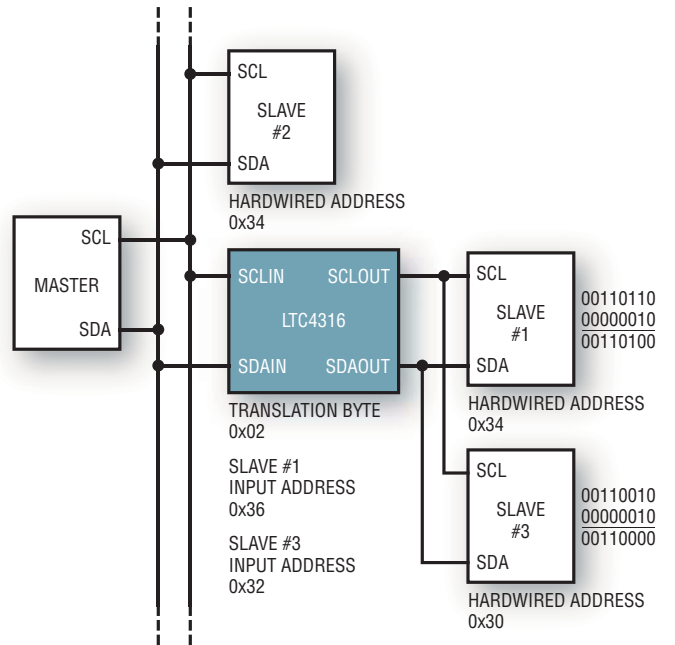 SCL
SLAVE
#2
SDA
HARDWIRED ADDRESS
0x34
SCL
MASTER
SDA
SCLIN SCLOUT
LTC4316
SDAIN SDAOUT
TRANSLATION BYTE
0x02
SLAVE #1
INPUT ADDRESS
0x36
SLAVE #3
INPUT ADDRESS
0x32
SCL
SLAVE
#1
SDA
00110110
00000010
00110100
HARDWIRED ADDRESS
0x34
SCL
SLAVE
#3
SDA
00110010
00000010
00110000
HARDWIRED ADDRESS
0x30